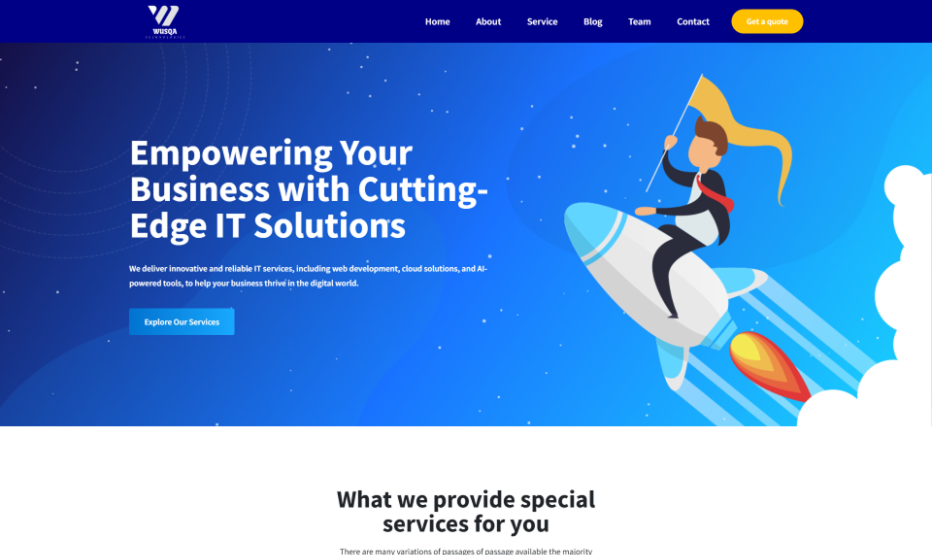 WUSQA
TECHNOLOGIES
Home About Service Blog Team Contact Get a quote
Empowering Your
Business with Cutting-
Edge IT Solutions
We deliver innovative and reliable IT services, including web development, cloud solutions, and AI-
powered tools, to help your business thrive in the digital world.
Explore Our Services
What we provide special
services for you
There are many variations of passages of passage available the majority